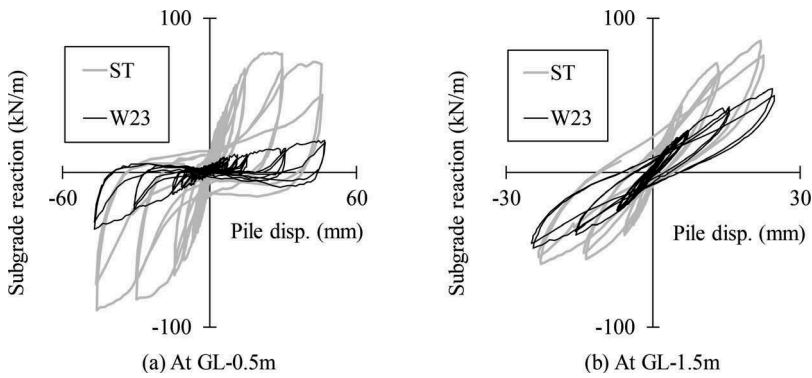 100
ST
W23
-60
60
Pile disp. (mm)
Subgrade reaction (kN/m)
-100
(a) At GL-0.5m
100
ST
W23
-30
30
Pile disp. (mm)
Subgrade reaction (kN/m)
-100
(b) At GL-1.5m